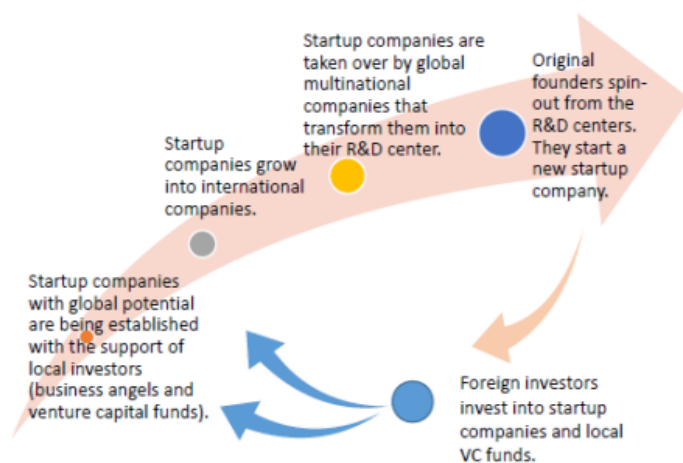 Startup companies
with global potential
are being established
with the support of
local investors
(business angels and
venture capital funds).
Startup
companies grow
into international
companies.
Startup companies are
taken over by global
multinational
companies that
transform them into
their R&D center.
Original
founders spin-
out from the
R&D centers.
They start a
new startup
company.
Foreign investors
invest into startup
companies and local
VC funds.